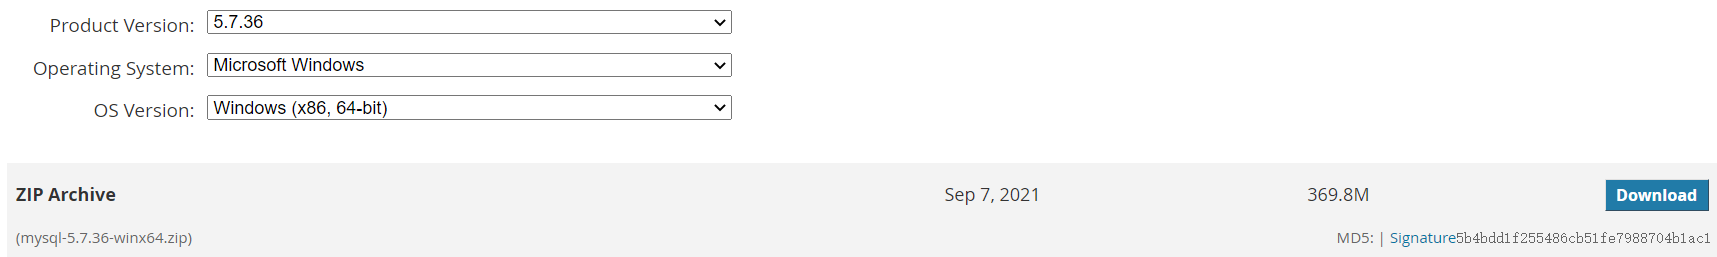 Product Version: 5.7.36
Operating System: Microsoft Windows
OS Version: Windows (x86, 64-bit)
ZIP Archive Sep 7, 2021 369.8M Download
(mysql-5.7.36-winx64.zip) MD5: | Signature5b4bdd1f255486cb51fe7988704b1ac1